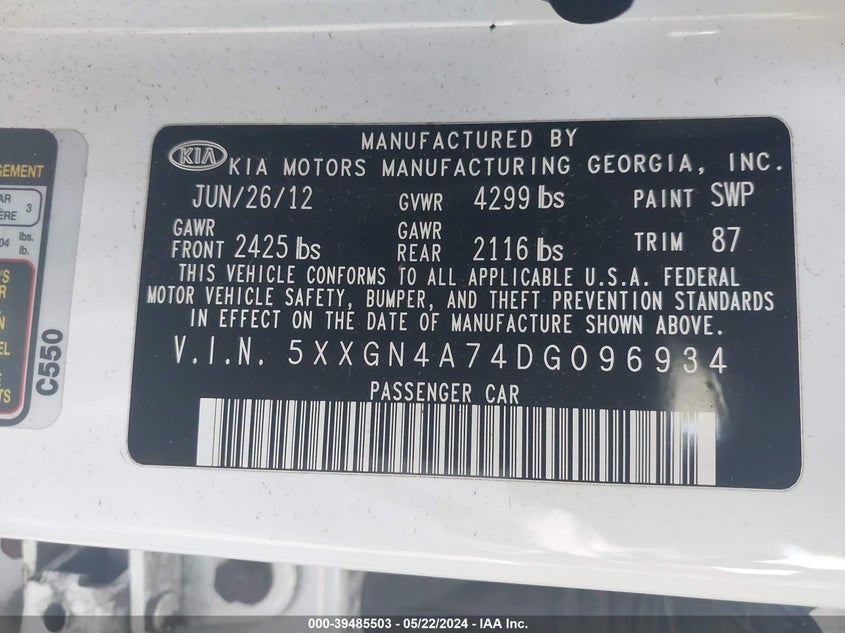 MANUFACTURED BY
KIA KIA MOTORS MANUFACTURING GEORGIA, INC.
JUN/26/12 GVWR 4299 lbs PAINT SWP
GAWR FRONT 2425 lbs GAWR REAR 2116 lbs TRIM 87
THIS VEHICLE CONFORMS TO ALL APPLICABLE U.S.A. FEDERAL
MOTOR VEHICLE SAFETY, BUMPER, AND THEFT PREVENTION STANDARDS
IN EFFECT ON THE DATE OF MANUFACTURE SHOWN ABOVE.
V.I.N. 5XXGN4A74DG096934
PASSENGER CAR
C550
000-39485503 - 05/22/2024 - IAA Inc.